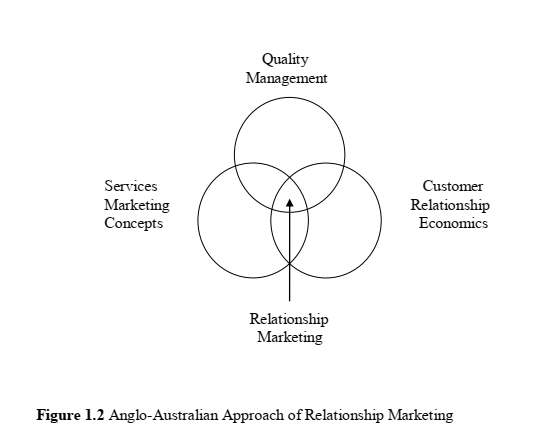 Quality
Management
Services
Marketing
Concepts
Customer
Relationship
Economics
Relationship
Marketing
Figure 1.2 Anglo-Australian Approach of Relationship Marketing